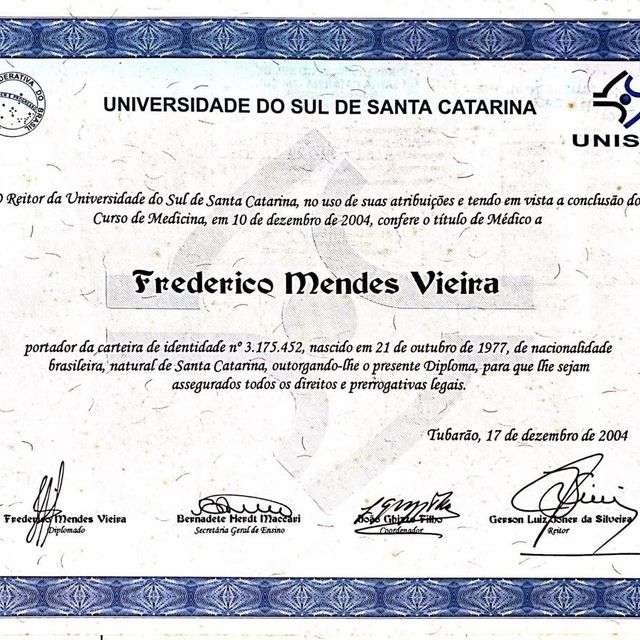 UNIVERSIDADE DO SUL DE SANTA CATARINA
UNIS
O Reitor da Universidade do Sul de Santa Catarina, no uso de suas atribuições e tendo em vista a conclusão do
Curso de Medicina, em 10 de dezembro de 2004, confere o título de Médico a
Frederico Mendes Vieira
portador da carteira de identidade nº 3.175.452, nascido em 21 de outubro de 1977, de nacionalidade
brasileira, natural de Santa Catarina, outorgando-lhe o presente Diploma, para que lhe sejam
assegurados todos os direitos e prerrogativas legais.
Tubarão, 17 de dezembro de 2004
Frederico Mendes Vieira
Diplomado
Bernadete Herdt Maccari
Secretária Geral de Ensino
João Ghizzo Filho
Coordenador
Gerson Luiz Joner da Silveira
Reitor